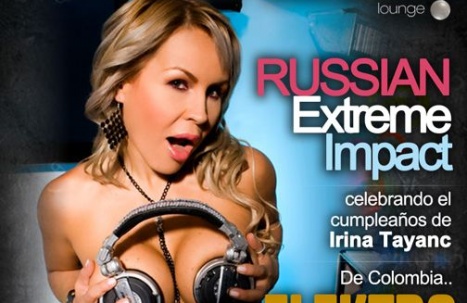 lounge
RUSSIAN
Extreme
Impact
celebrando el
cumpleaños de
Irina Tayanc
De Colombia..